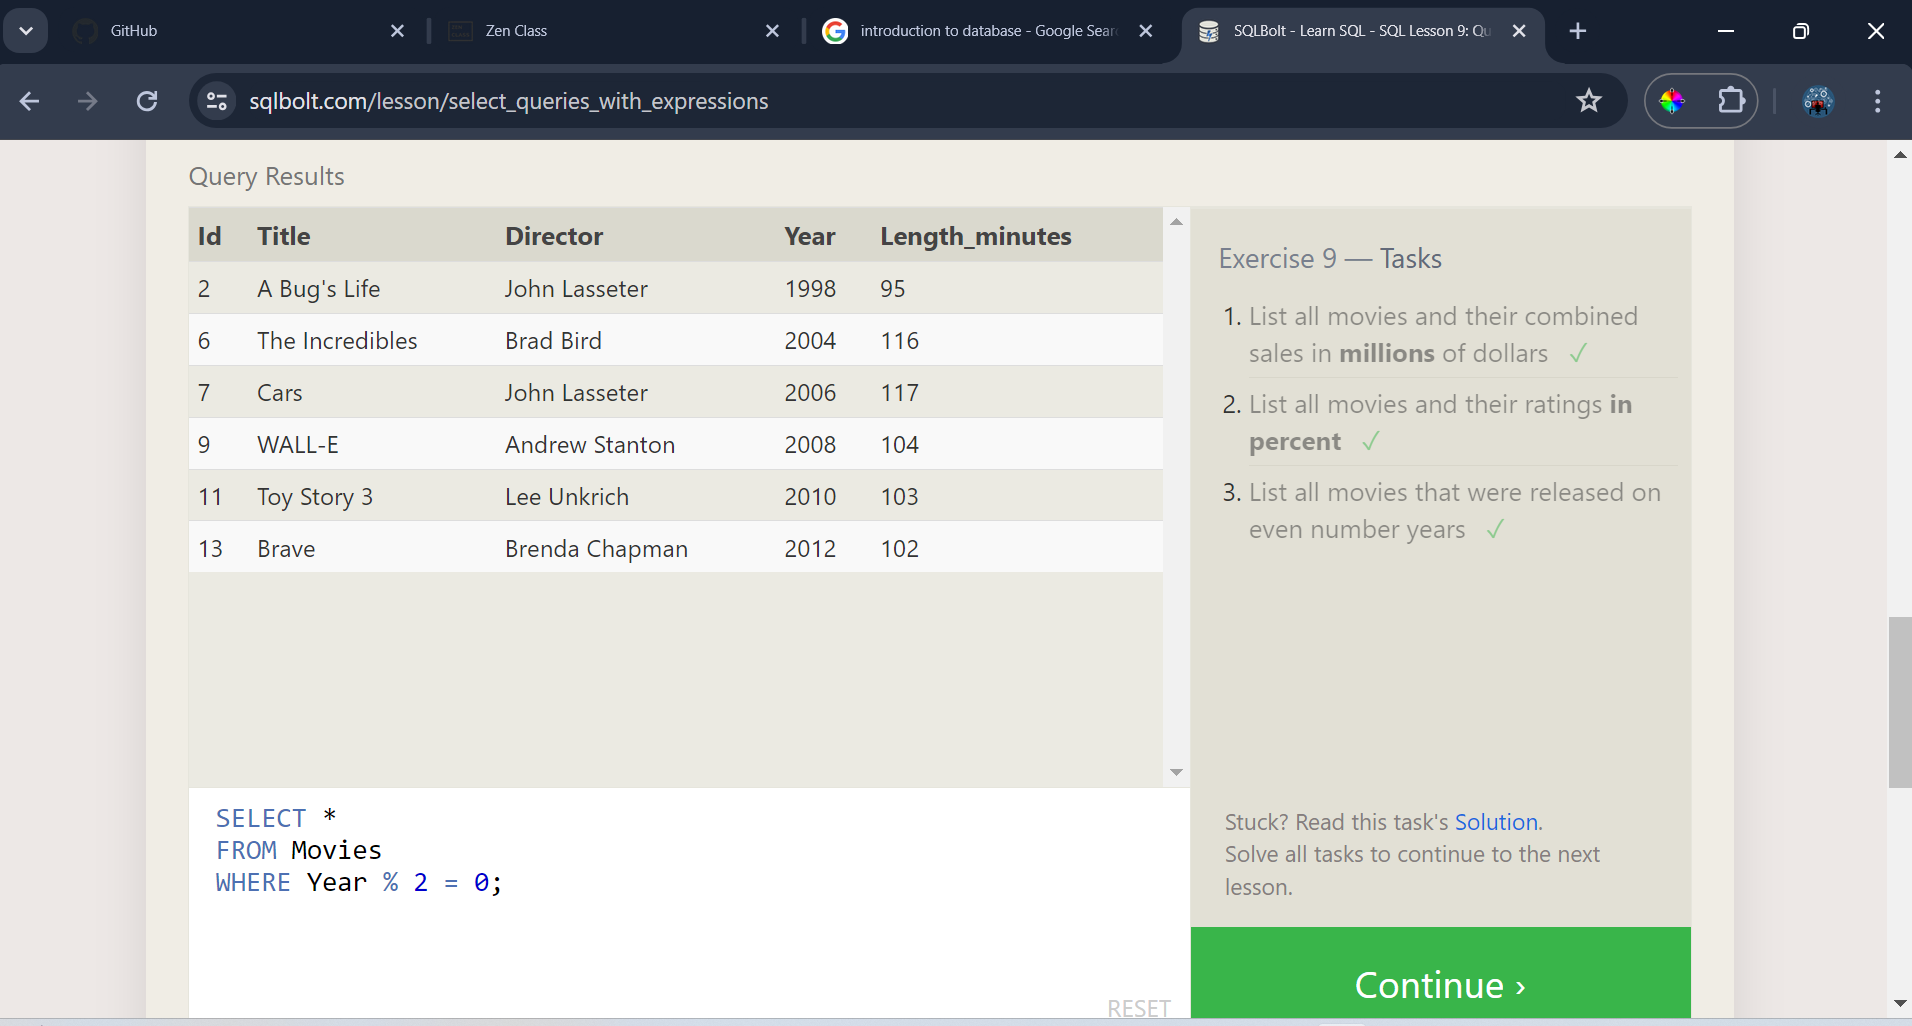 GitHub
Zen Class
introduction to database - Google Sear
SQLBolt - Learn SQL - SQL Lesson 9: Qu
sqlbolt.com/lesson/select_queries_with_expressions
Query Results
Id Title Director Year Length_minutes
2 A Bug's Life John Lasseter 1998 95
6 The Incredibles Brad Bird 2004 116
7 Cars John Lasseter 2006 117
9 WALL-E Andrew Stanton 2008 104
11 Toy Story 3 Lee Unkrich 2010 103
13 Brave Brenda Chapman 2012 102
Exercise 9 — Tasks
1. List all movies and their combined
sales in millions of dollars ✓
2. List all movies and their ratings in
percent ✓
3. List all movies that were released on
even number years ✓
SELECT *
FROM Movies
WHERE Year % 2 = 0;
RESET
Stuck? Read this task's Solution.
Solve all tasks to continue to the next
lesson.
Continue ›